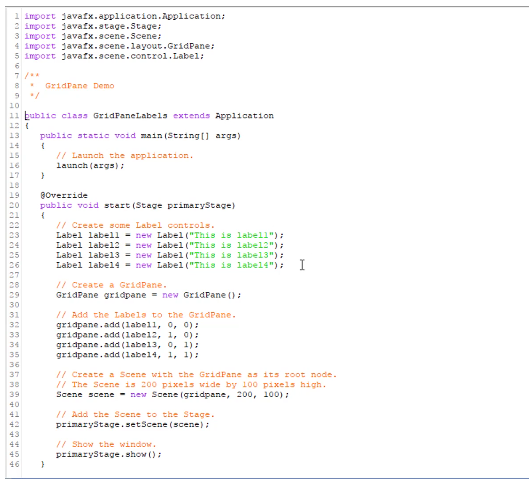 1 import javafx.application.Application;
2 import javafx.stage.Stage;
3 import javafx.scene.Scene;
4 import javafx.scene.layout.GridPane;
5 import javafx.scene.control.Label;
6
7 /**
8  *  GridPane Demo
9  */
10
11 public class GridPaneLabels extends Application
12 {
13    public static void main(String[] args)
14    {
15       // Launch the application.
16       launch(args);
17    }
18
19    @Override
20    public void start(Stage primaryStage)
21    {
22       // Create some Label controls.
23       Label label1 = new Label("This is label1");
24       Label label2 = new Label("This is label2");
25       Label label3 = new Label("This is label3");
26       Label label4 = new Label("This is label4");
27
28       // Create a GridPane.
29       GridPane gridpane = new GridPane();
30
31       // Add the Labels to the GridPane.
32       gridpane.add(label1, 0, 0);
33       gridpane.add(label2, 1, 0);
34       gridpane.add(label3, 0, 1);
35       gridpane.add(label4, 1, 1);
36
37       // Create a Scene with the GridPane as its root node.
38       // The Scene is 200 pixels wide by 100 pixels high.
39       Scene scene = new Scene(gridpane, 200, 100);
40
41       // Add the Scene to the Stage.
42       primaryStage.setScene(scene);
43
44       // Show the window.
45       primaryStage.show();
46    }